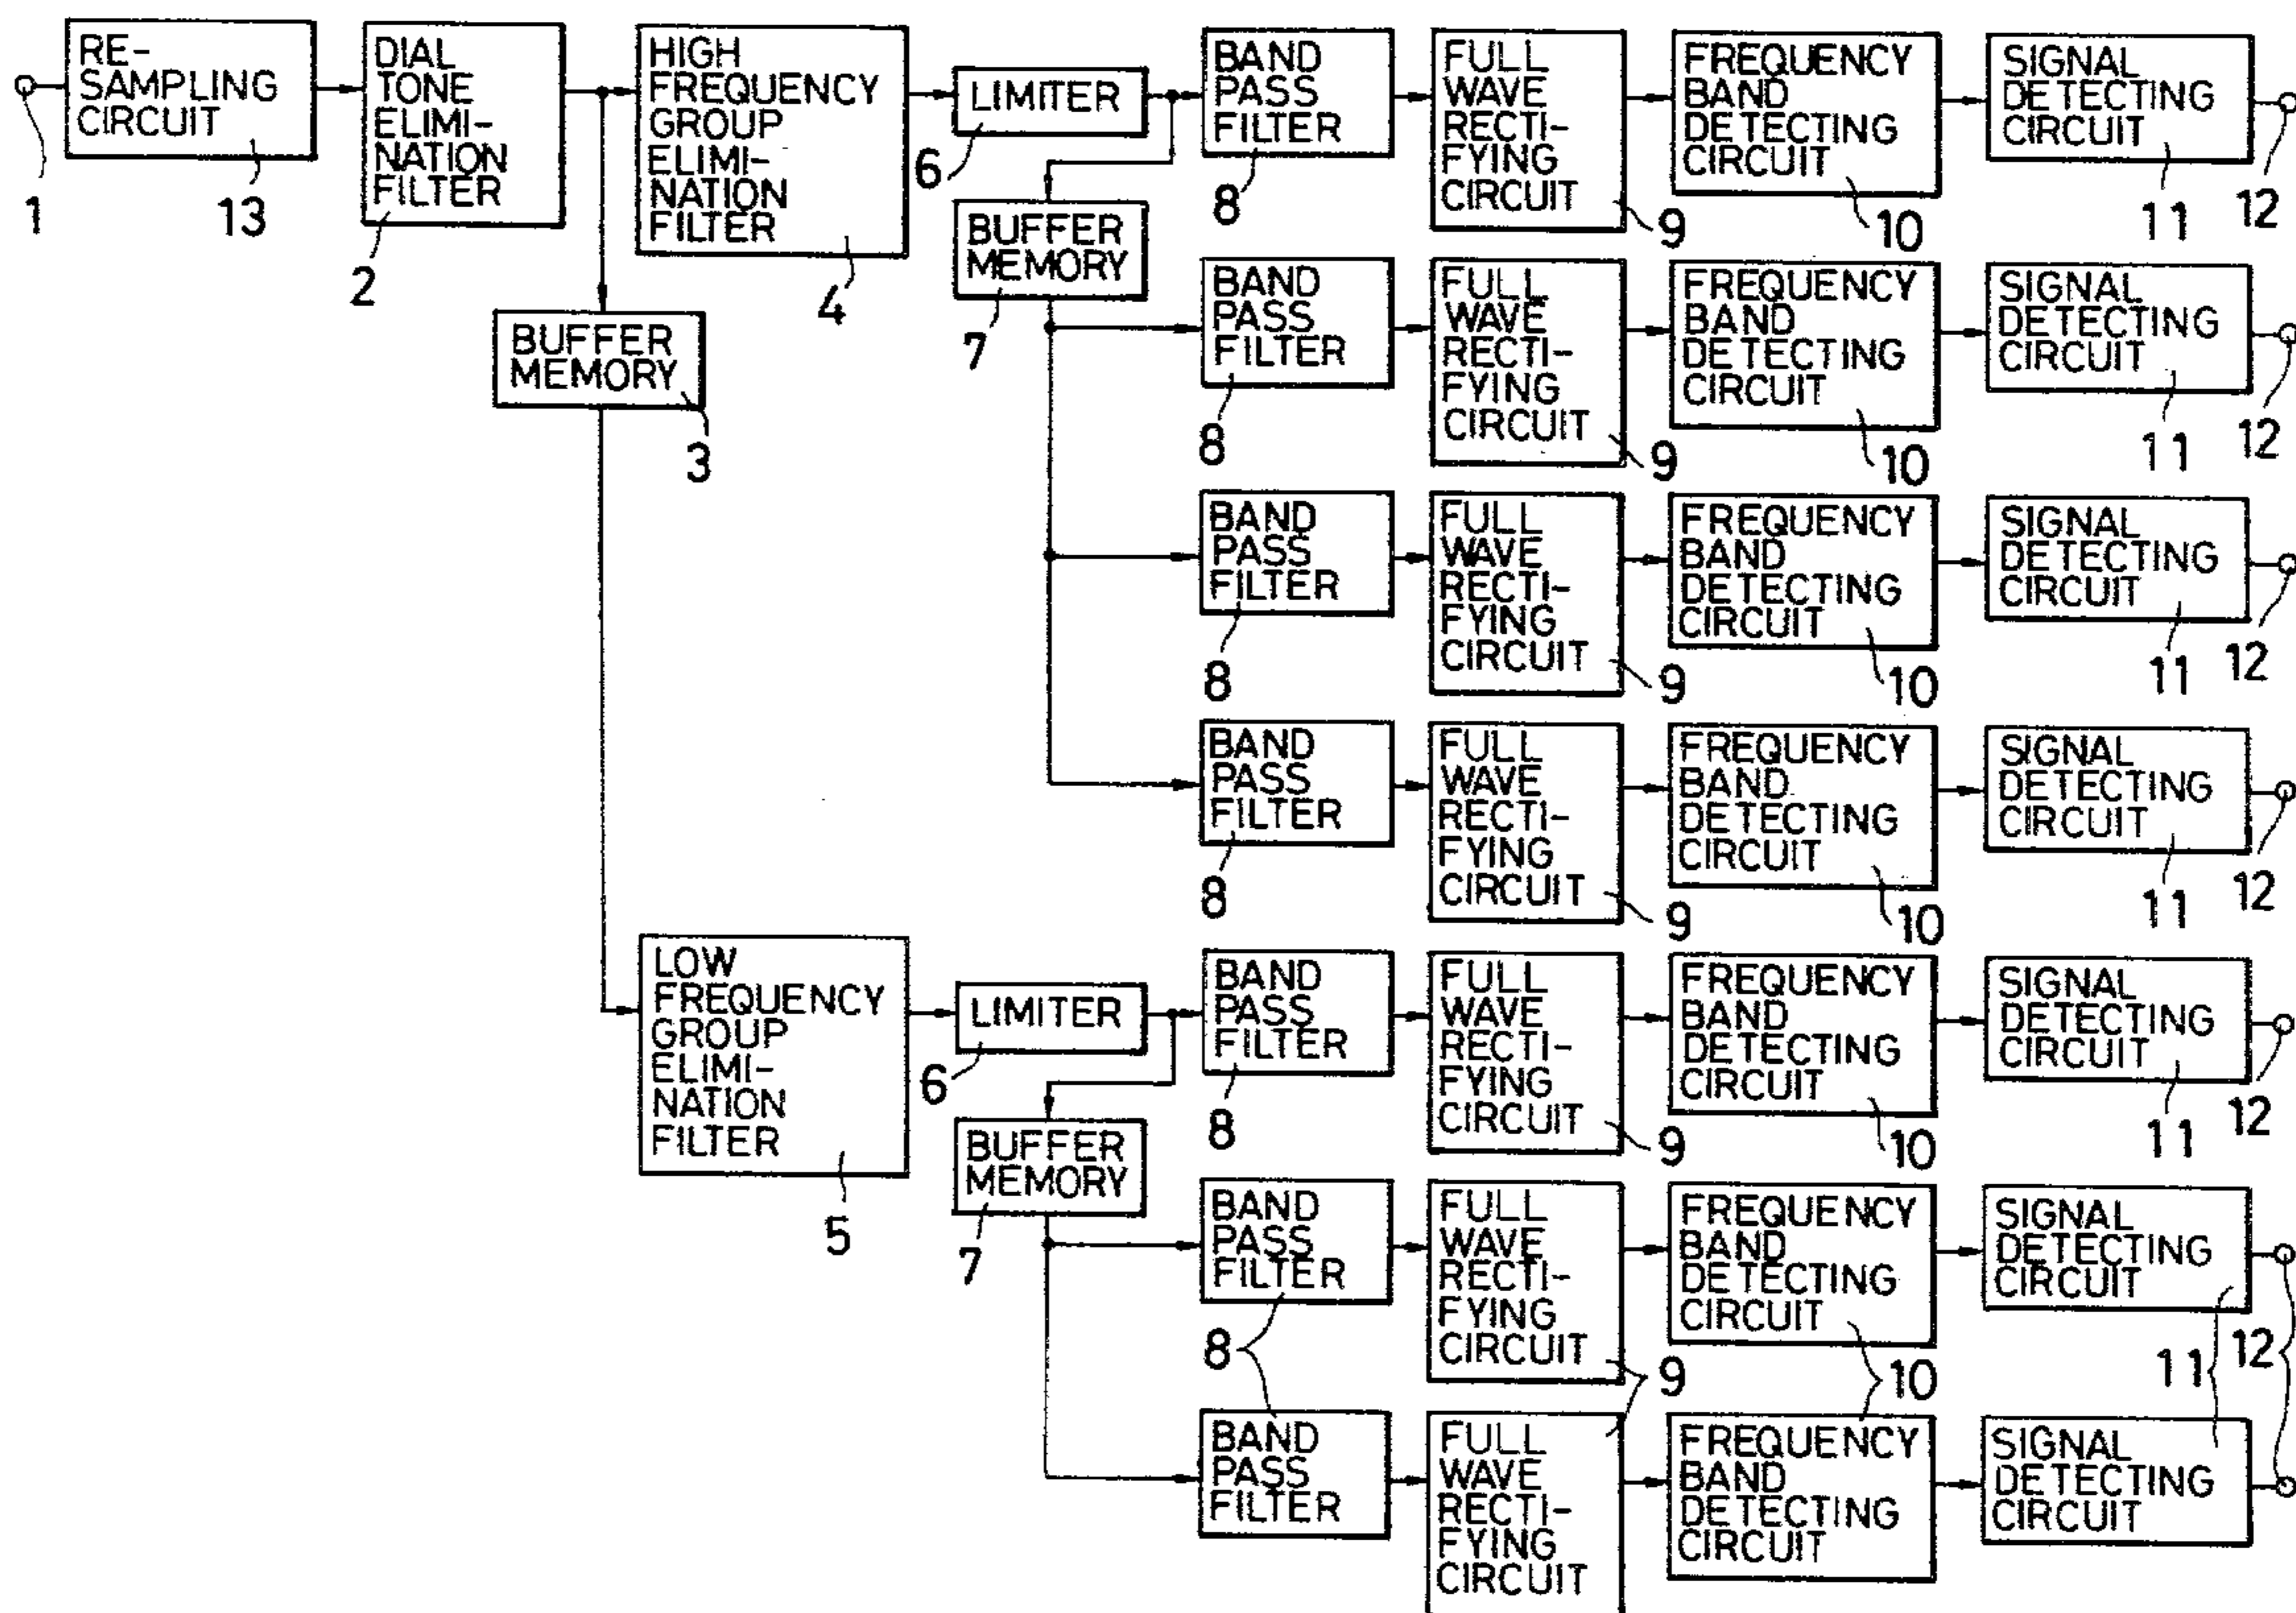 RE-
SAMPLING
CIRCUIT
13
1
DIAL
TONE
ELIMI-
NATION
FILTER
2
BUFFER
MEMORY
3
HIGH
FREQUENCY
GROUP
ELIMI-
NATION
FILTER
4
LIMITER
6
BUFFER
MEMORY
7
BAND
PASS
FILTER
8
FULL
WAVE
RECTI-
FYING
CIRCUIT
9
FREQUENCY
BAND
DETECTING
CIRCUIT
10
SIGNAL
DETECTING
CIRCUIT
11
12
BAND
PASS
FILTER
8
FULL
WAVE
RECTI-
FYING
CIRCUIT
9
FREQUENCY
BAND
DETECTING
CIRCUIT
10
SIGNAL
DETECTING
CIRCUIT
11
12
BAND
PASS
FILTER
8
FULL
WAVE
RECTI-
FYING
CIRCUIT
9
FREQUENCY
BAND
DETECTING
CIRCUIT
10
SIGNAL
DETECTING
CIRCUIT
11
12
BAND
PASS
FILTER
8
FULL
WAVE
RECTI-
FYING
CIRCUIT
9
FREQUENCY
BAND
DETECTING
CIRCUIT
10
SIGNAL
DETECTING
CIRCUIT
11
12
LOW
FREQUENCY
GROUP
ELIMI-
NATION
FILTER
5
LIMITER
6
BUFFER
MEMORY
7
BAND
PASS
FILTER
8
FULL
WAVE
RECTI-
FYING
CIRCUIT
9
FREQUENCY
BAND
DETECTING
CIRCUIT
10
SIGNAL
DETECTING
CIRCUIT
11
12
BAND
PASS
FILTER
8
FULL
WAVE
RECTI-
FYING
CIRCUIT
9
FREQUENCY
BAND
DETECTING
CIRCUIT
10
SIGNAL
DETECTING
CIRCUIT
11
12
BAND
PASS
FILTER
FULL
WAVE
RECTI-
FYING
CIRCUIT
FREQUENCY
BAND
DETECTING
CIRCUIT
SIGNAL
DETECTING
CIRCUIT